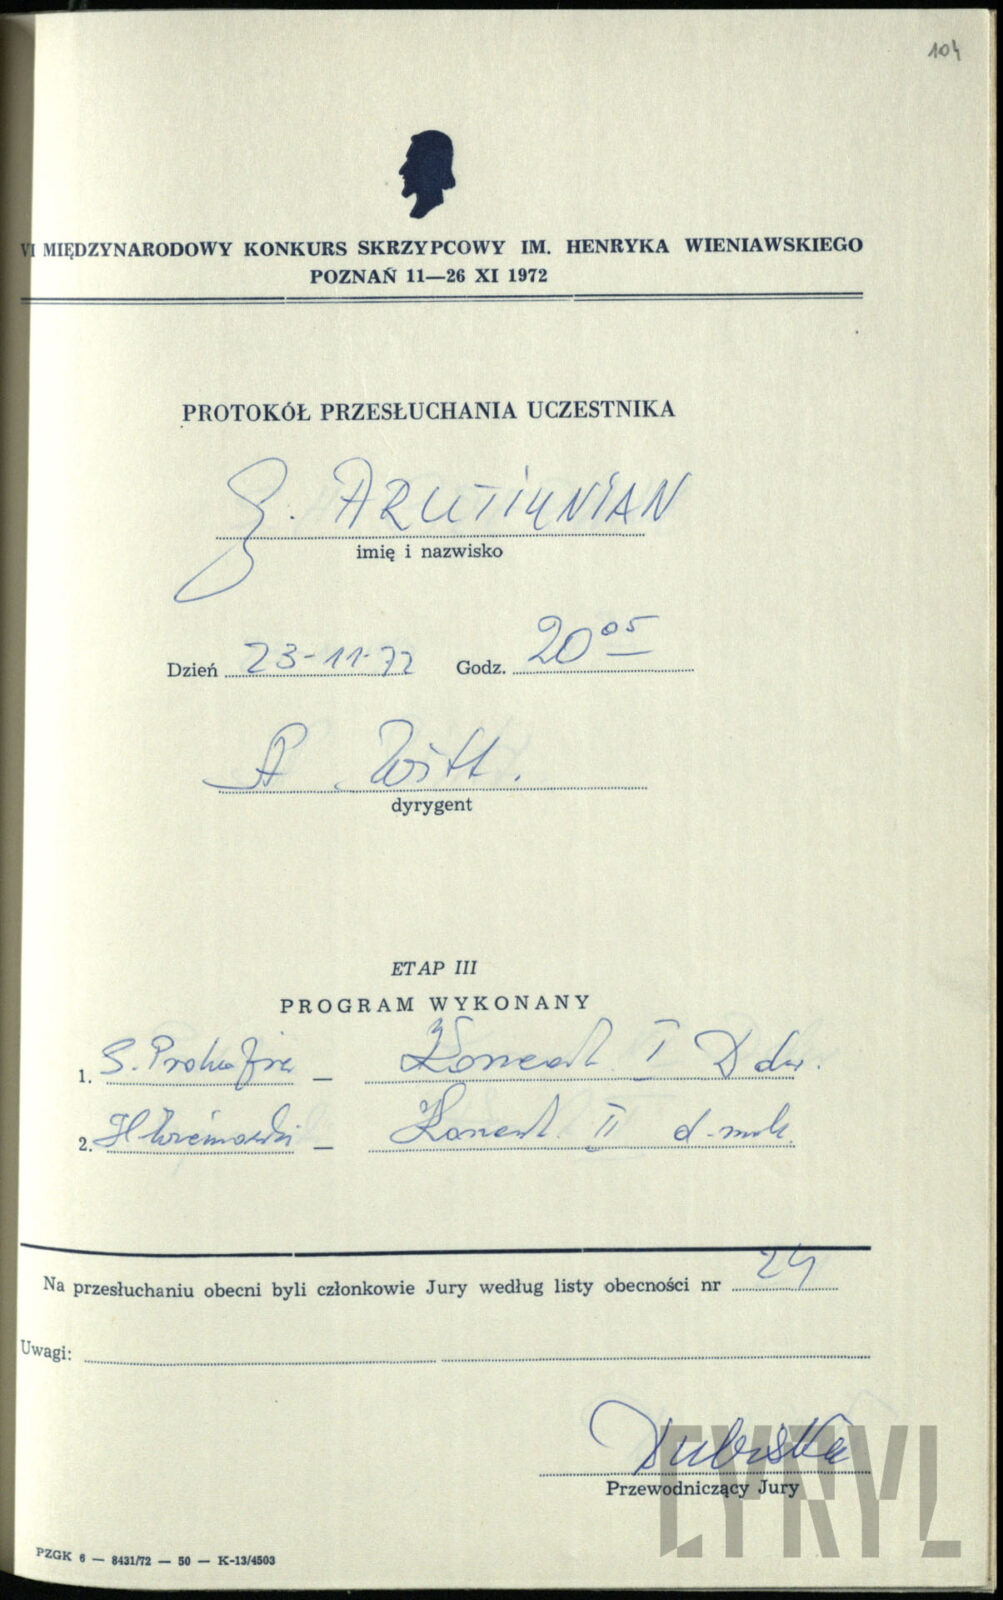 104
VI MIĘDZYNARODOWY KONKURS SKRZYPCOWY IM. HENRYKA WIENIAWSKIEGO
POZNAŃ 11—26 XI 1972
PROTOKÓŁ PRZESŁUCHANIA UCZESTNIKA
. ARUTIUNIAN
imię i nazwisko
Dzień 23-11-72 Godz. 20 05
A. Witt.
dyrygent
ETAP III
PROGRAM WYKONANY
1. S. Prokofiew — Koncert I D dur.
2. H Wieniawski — Koncert II d-moll.
Na przesłuchaniu obecni byli członkowie Jury według listy obecności nr 24
Uwagi:
Dubiska
Przewodniczący Jury
CYRYL
PZGK 6 — 8431/72 — 50 — K-13/4503